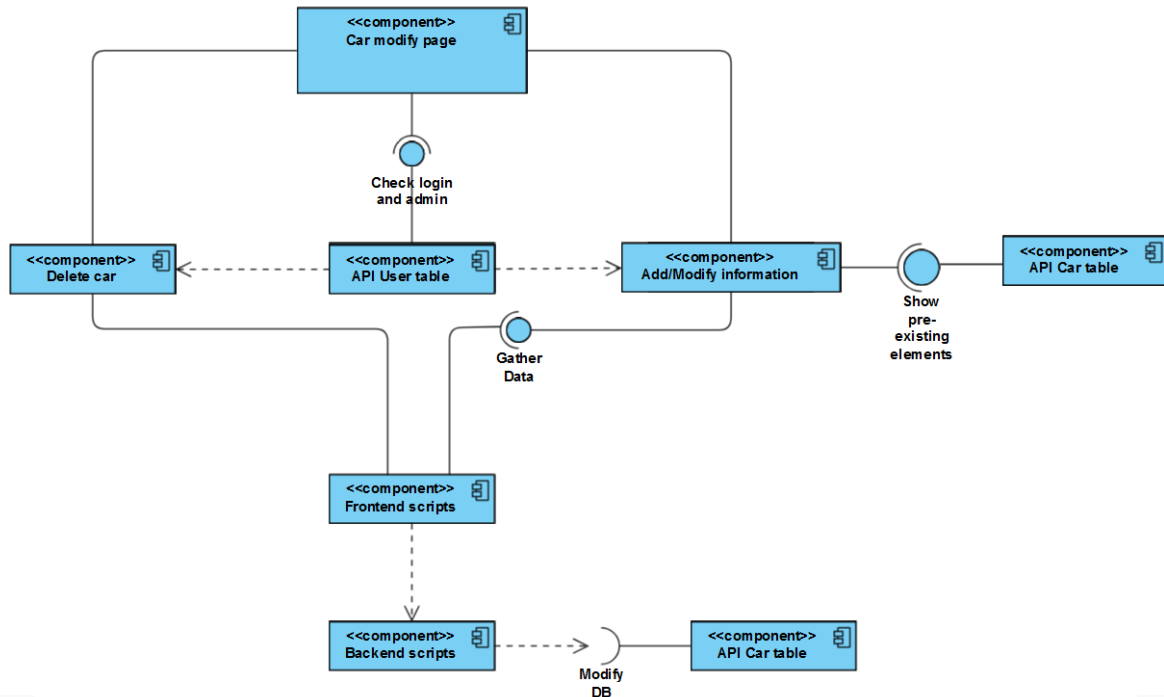 <<component>>
Car modify page
Check login
and admin
<<component>>
Delete car
<<component>>
API User table
<<component>>
Add/Modify information
<<component>>
API Car table
Show
pre-
existing
elements
Gather
Data
<<component>>
Frontend scripts
<<component>>
Backend scripts
<<component>>
API Car table
Modify
DB